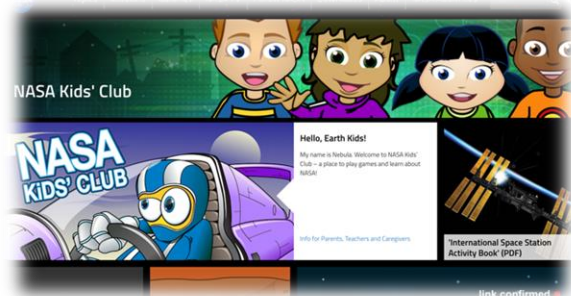 NASA Kids' Club
NASA
KIDS' CLUB
Hello, Earth Kids!
My name is Nebula. Welcome to NASA Kids'
Club – a place to play games and learn about
NASA!
Info for Parents, Teachers and Caregivers
'International Space Station
Activity Book' (PDF)
link confirmed